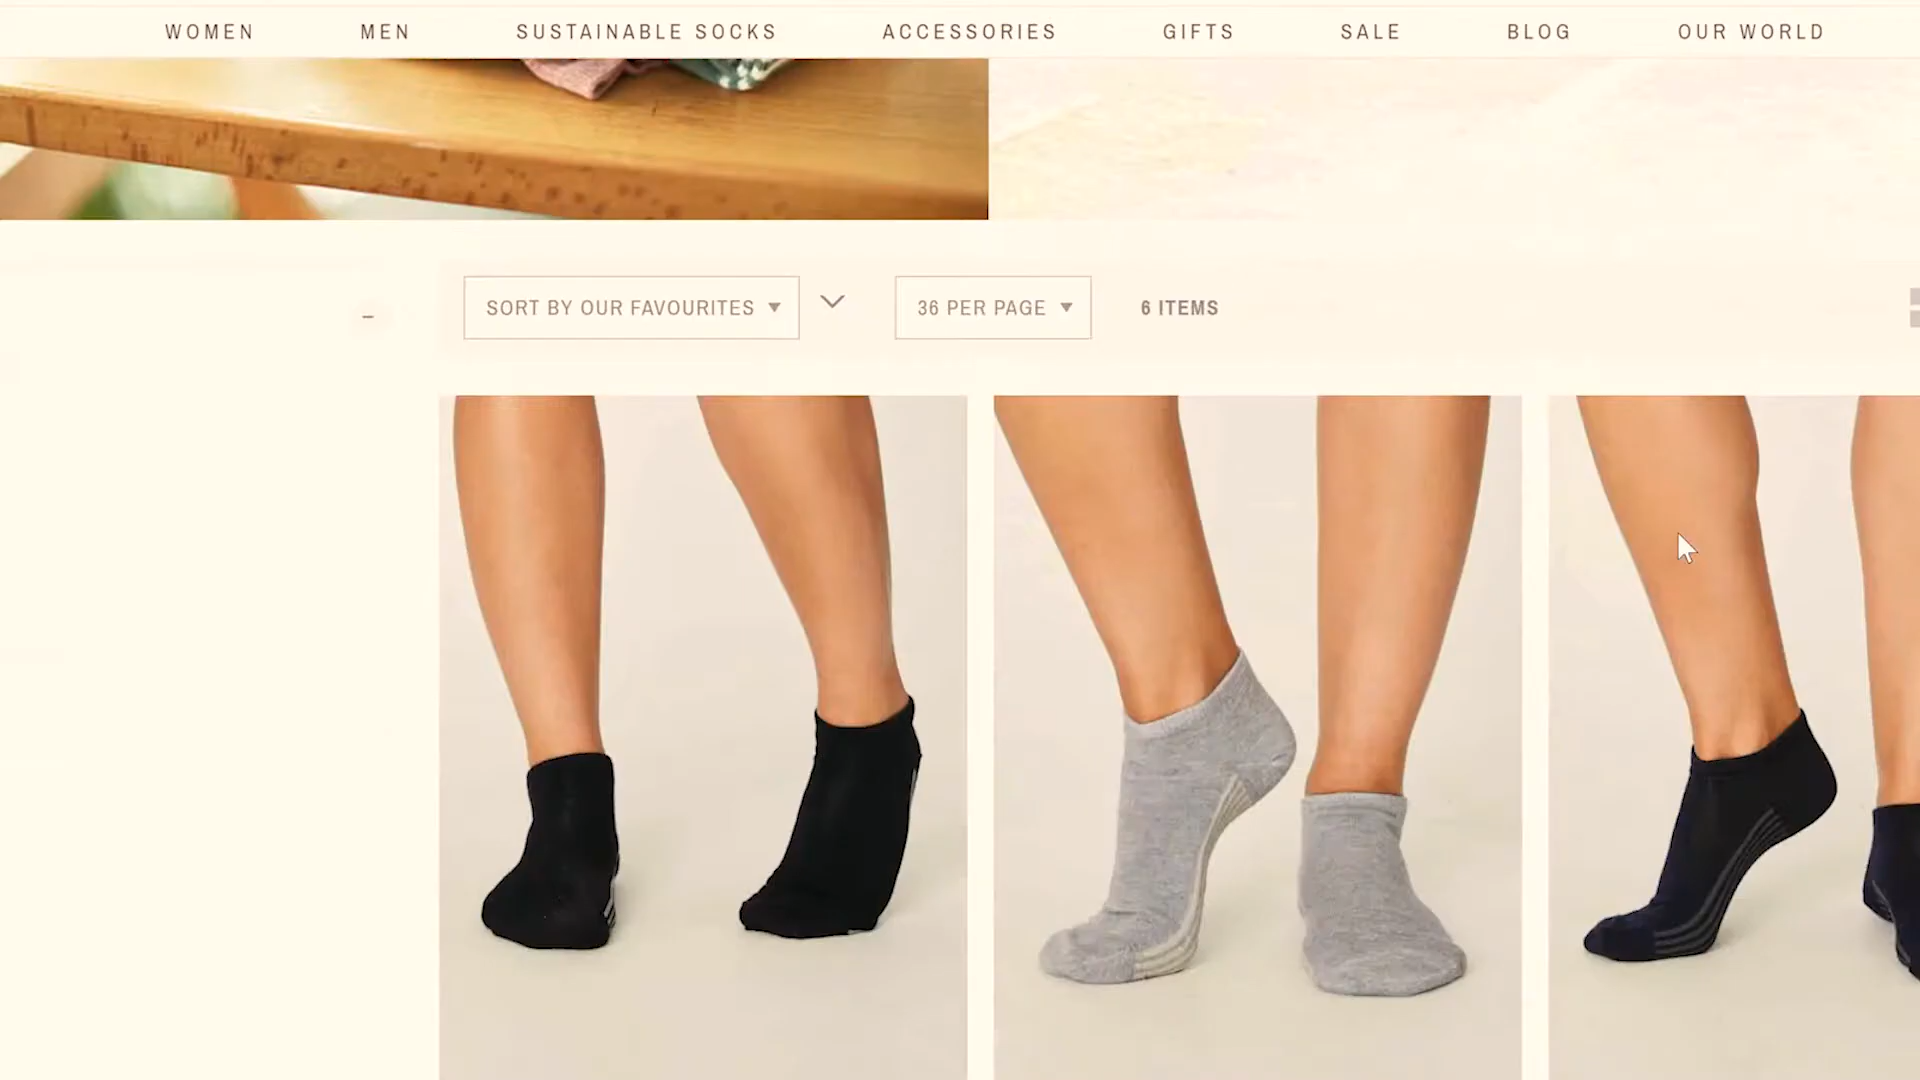 WOMEN MEN SUSTAINABLE SOCKS ACCESSORIES GIFTS SALE BLOG OUR WORLD
SORT BY OUR FAVOURITES 36 PER PAGE 6 ITEMS